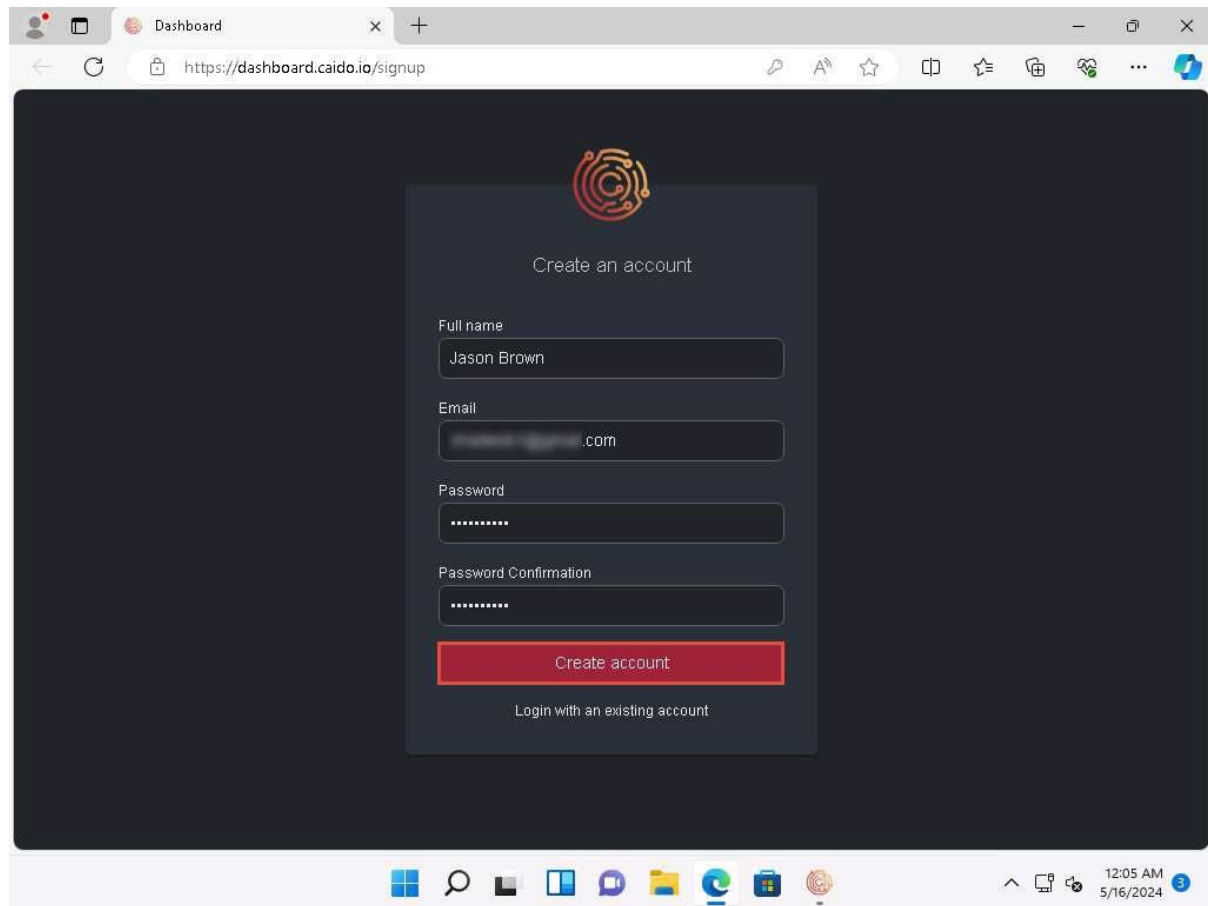 Dashboard
https://dashboard.caido.io/signup
Create an account
Full name
Jason Brown
Email
.com
Password
••••••••••
Password Confirmation
••••••••••
Create account
Login with an existing account
12:05 AM
5/16/2024
3